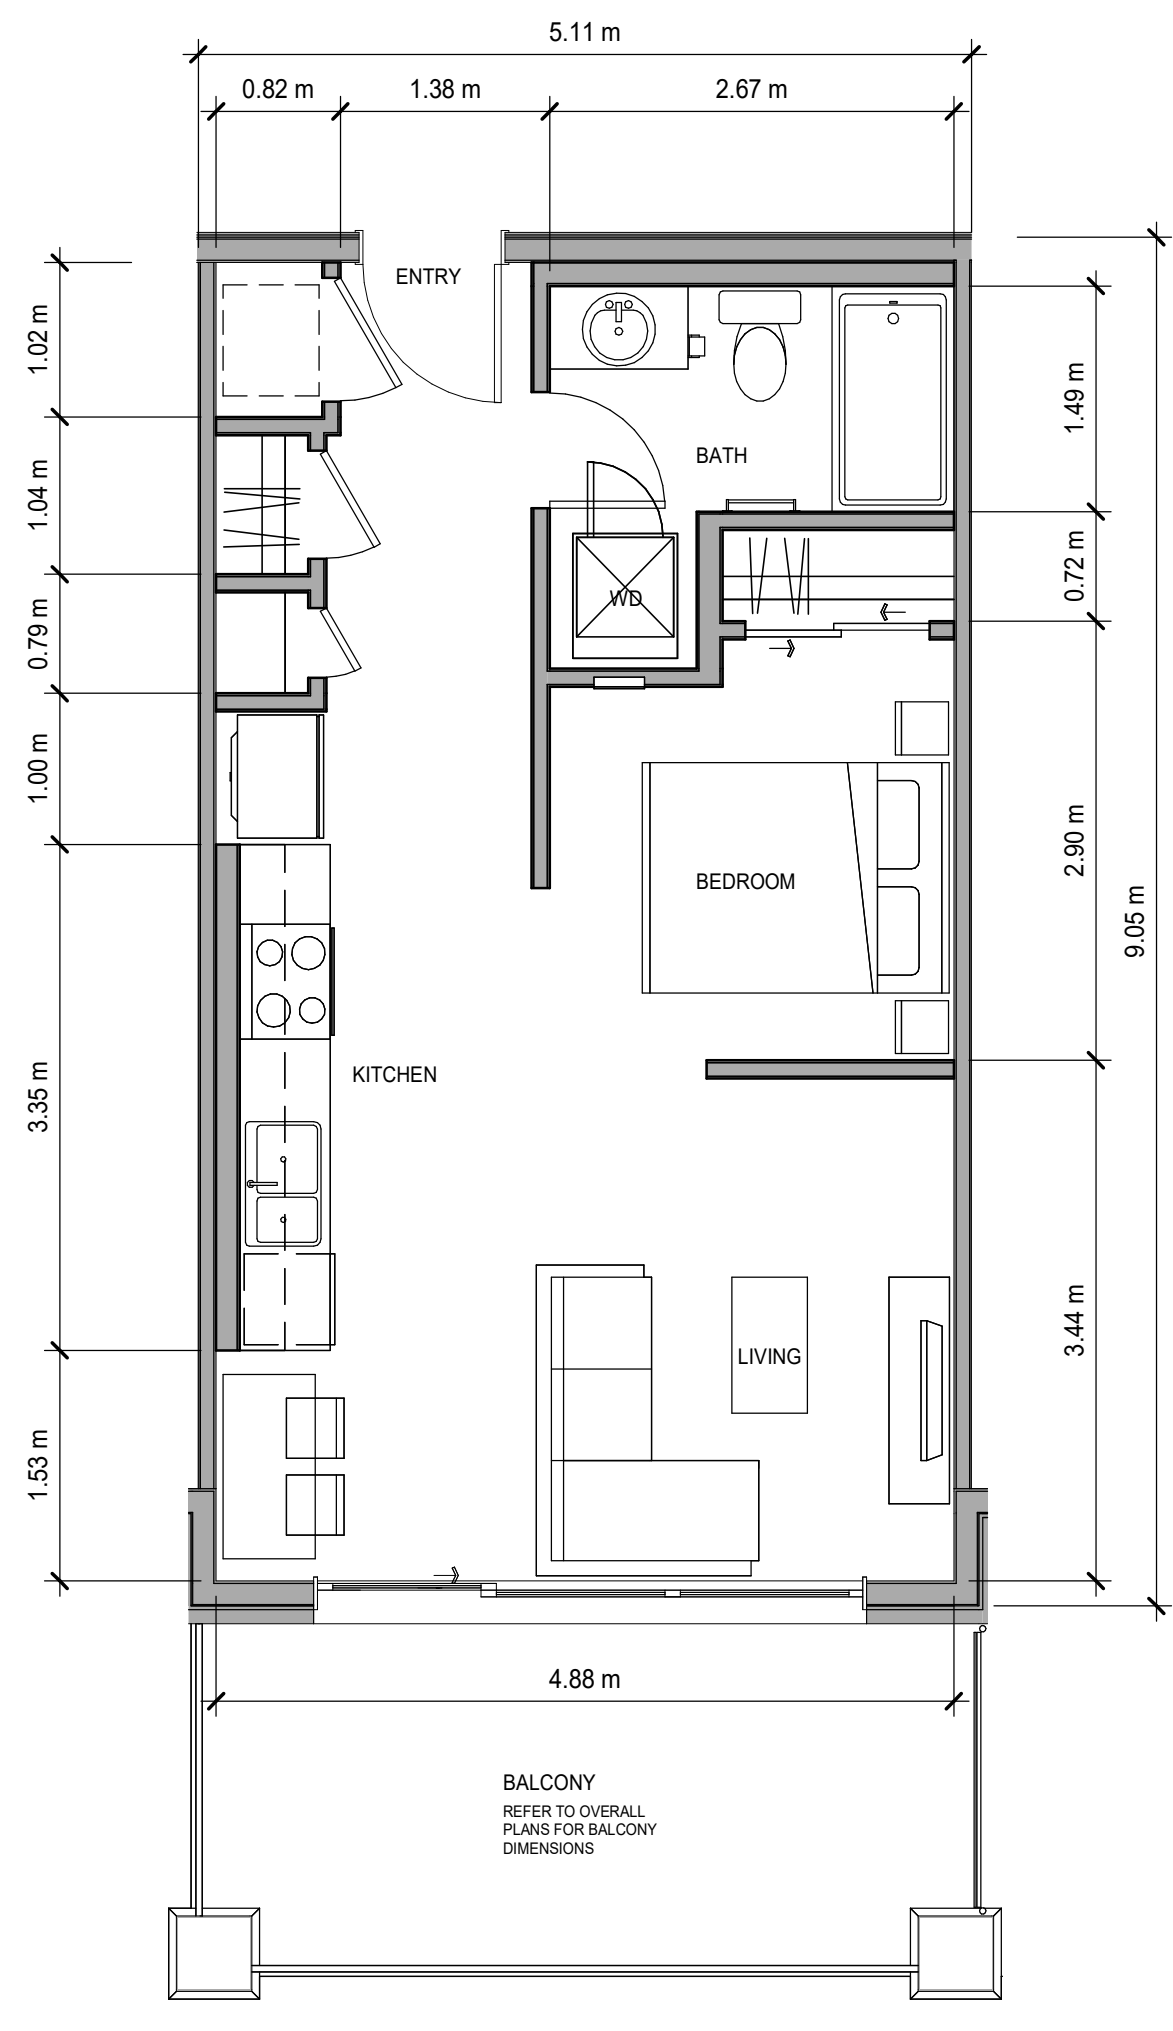 5.11 m
0.82 m
1.38 m
2.67 m
ENTRY
1.02 m
1.49 m
BATH
1.04 m
0.72 m
WD
0.79 m
1.00 m
2.90 m
BEDROOM
9.05 m
KITCHEN
3.35 m
3.44 m
LIVING
1.53 m
4.88 m
BALCONY
REFER TO OVERALL
PLANS FOR BALCONY
DIMENSIONS